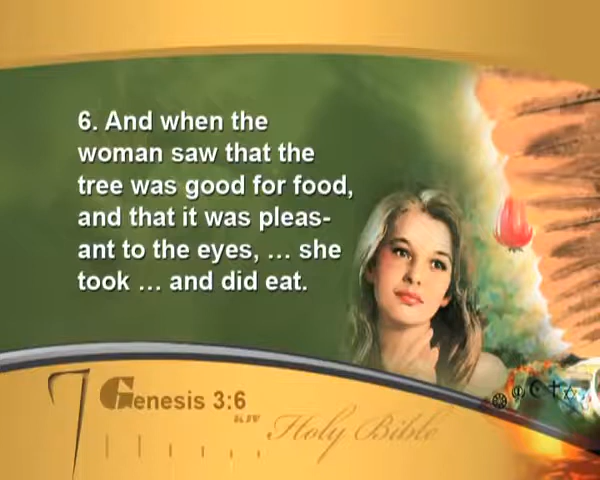 6. And when the
woman saw that the
tree was good for food,
and that it was pleas-
ant to the eyes, … she
took … and did eat.
Genesis 3:6
KJV
Holy Bible